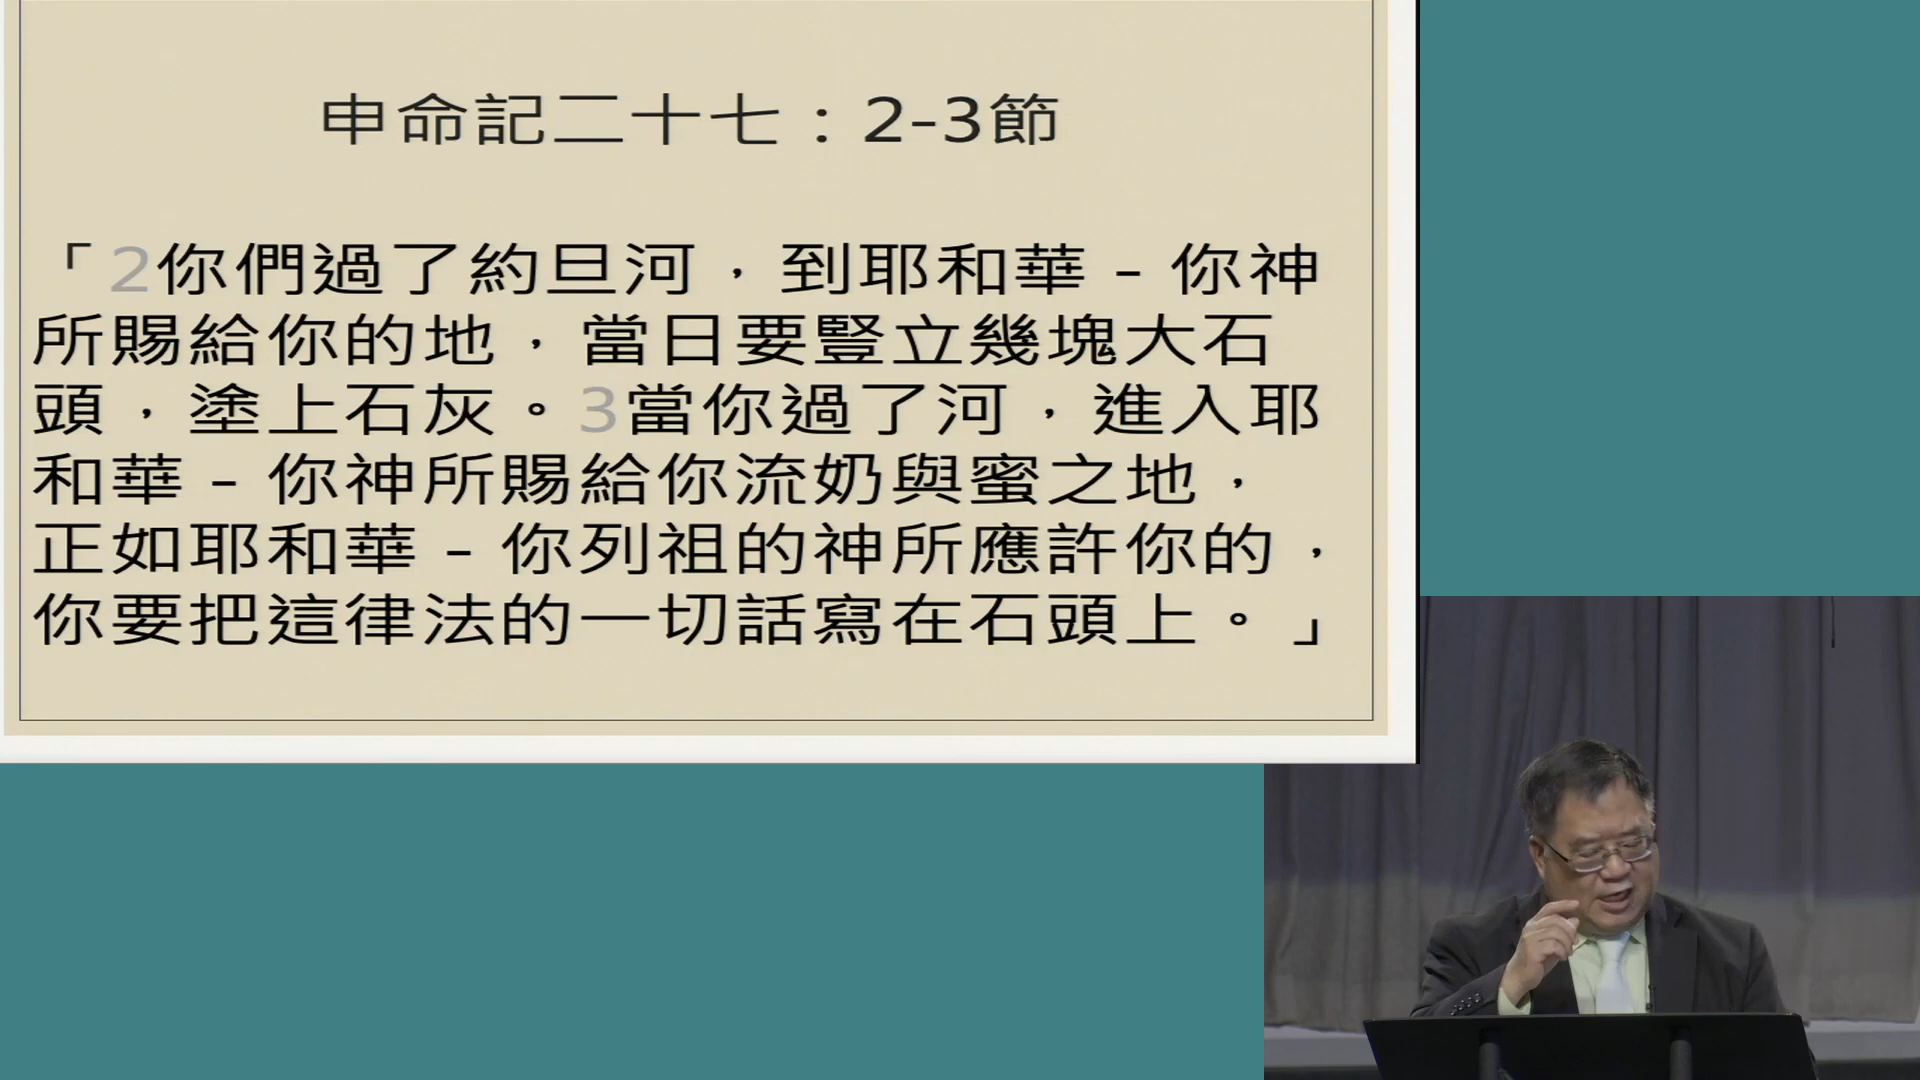 申命記二十七：2-3節
「2你們過了約旦河，到耶和華－你神
所賜給你的地，當日要豎立幾塊大石
頭，塗上石灰。3當你過了河，進入耶
和華－你神所賜給你流奶與蜜之地，
正如耶和華－你列祖的神所應許你的，
你要把這律法的一切話寫在石頭上。」